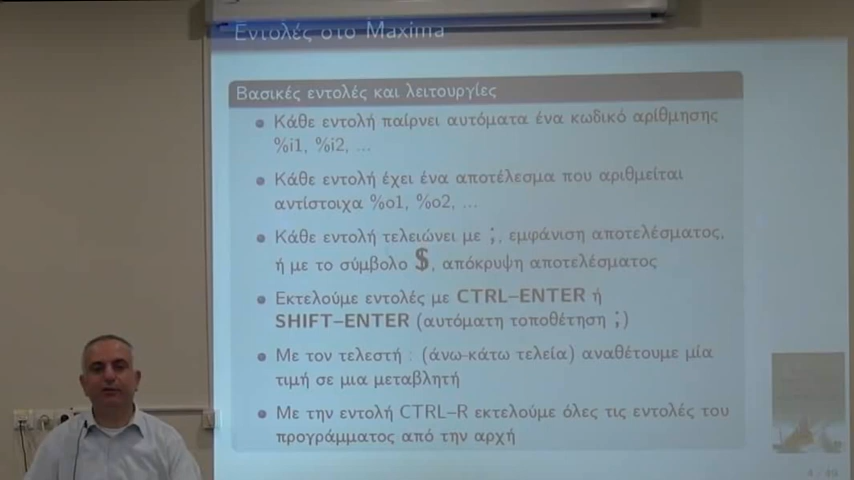 Εντολές στο Maxima
Βασικές εντολές και λειτουργίες
Κάθε εντολή παίρνει αυτόματα ένα κωδικό αρίθμησης
%i1, %i2, ...
Κάθε εντολή έχει ένα αποτέλεσμα που αριθμείται
αντίστοιχα %o1, %o2, ...
Κάθε εντολή τελειώνει με ;, εμφάνιση αποτελέσματος,
ή με το σύμβολο $, απόκρυψη αποτελέσματος
Εκτελούμε εντολές με CTRL–ENTER ή
SHIFT–ENTER (αυτόματη τοποθέτηση ;)
Με τον τελεστή : (άνω-κάτω τελεία) αναθέτουμε μία
τιμή σε μια μεταβλητή
Με την εντολή CTRL–R εκτελούμε όλες τις εντολές του
προγράμματος από την αρχή